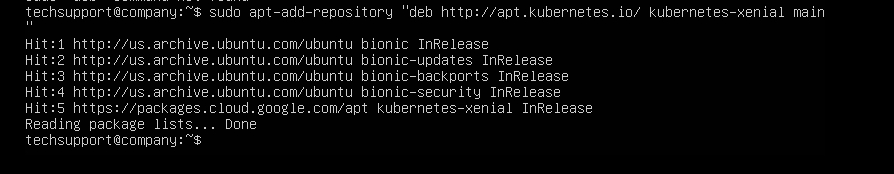 techsupport@company:~$ sudo apt-add-repository "deb http://apt.kubernetes.io/ kubernetes-xenial main
"
Hit:1 http://us.archive.ubuntu.com/ubuntu bionic InRelease
Hit:2 http://us.archive.ubuntu.com/ubuntu bionic-updates InRelease
Hit:3 http://us.archive.ubuntu.com/ubuntu bionic-backports InRelease
Hit:4 http://us.archive.ubuntu.com/ubuntu bionic-security InRelease
Hit:5 https://packages.cloud.google.com/apt kubernetes-xenial InRelease
Reading package lists... Done
techsupport@company:~$